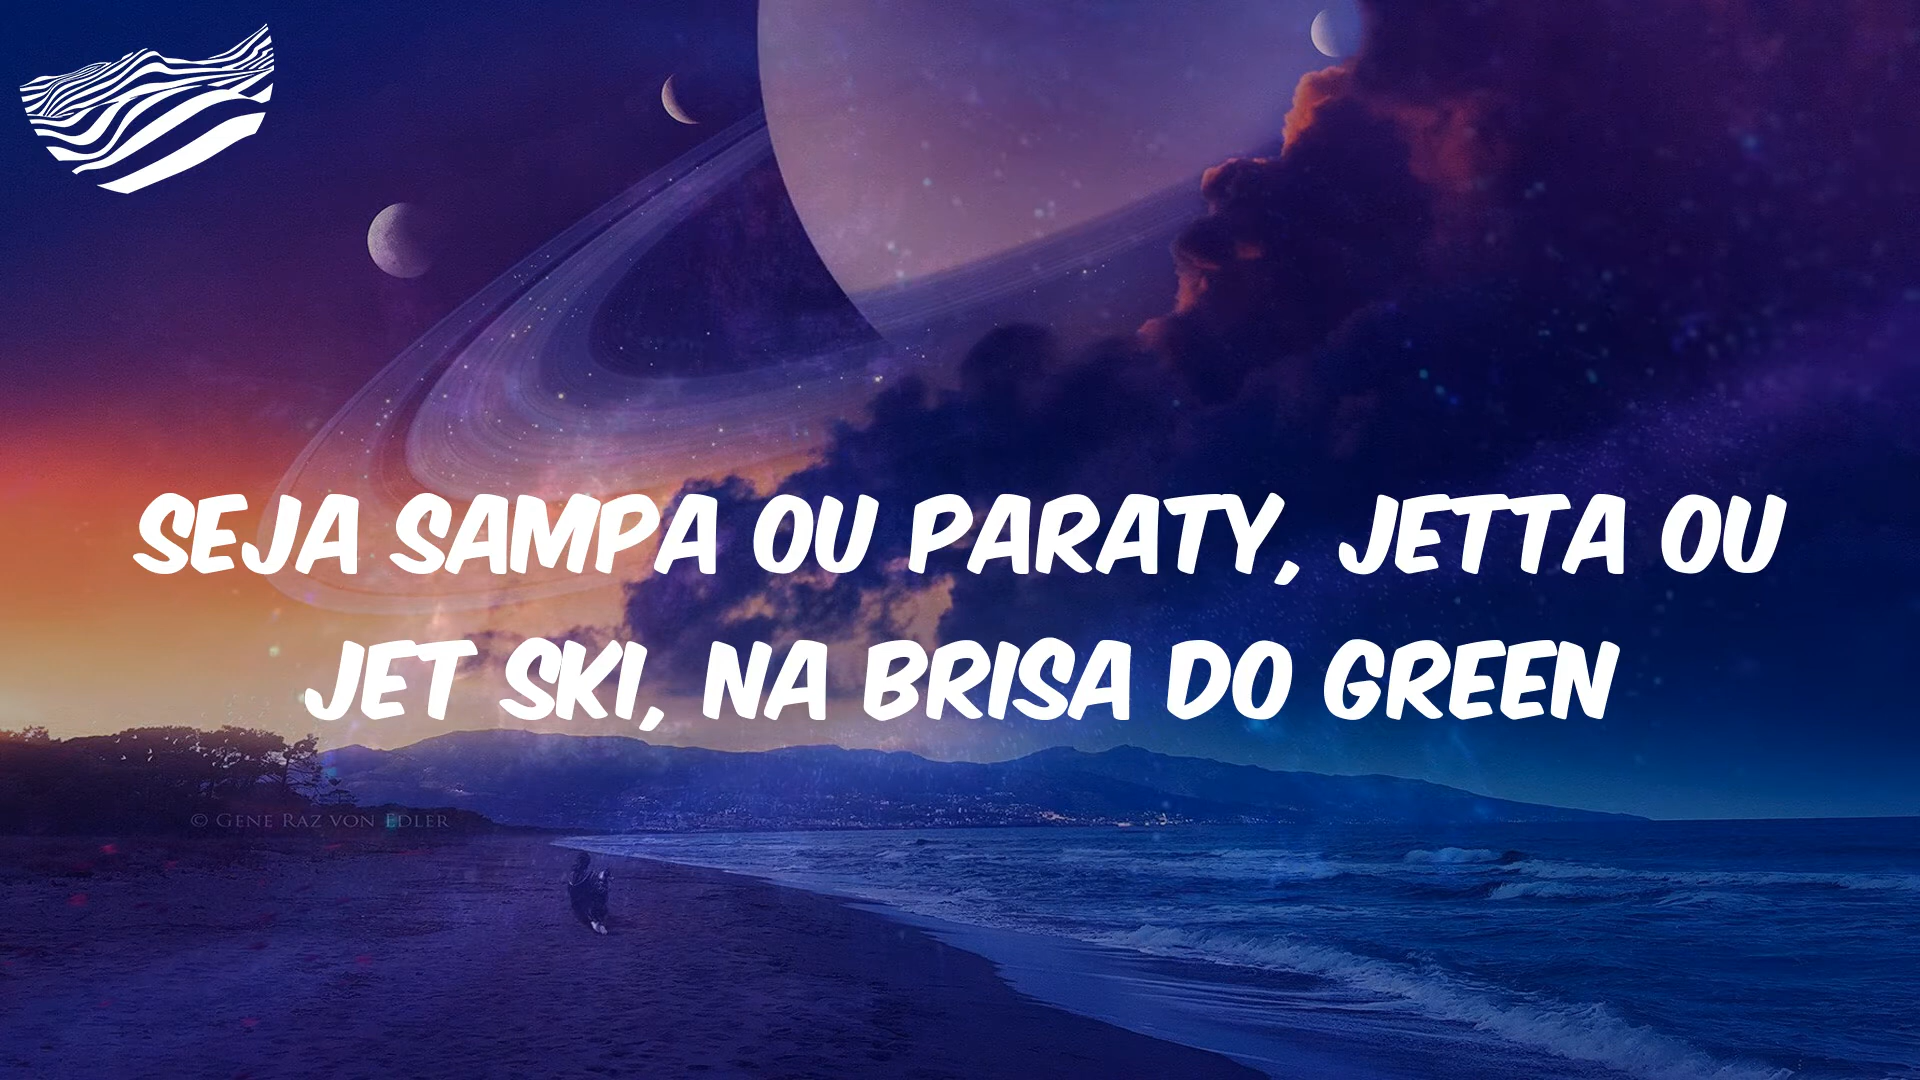 SEJA SAMPA OU PARATY, JETTA OU
JET SKI, NA BRISA DO GREEN
© GENE RAZ VON EDLER